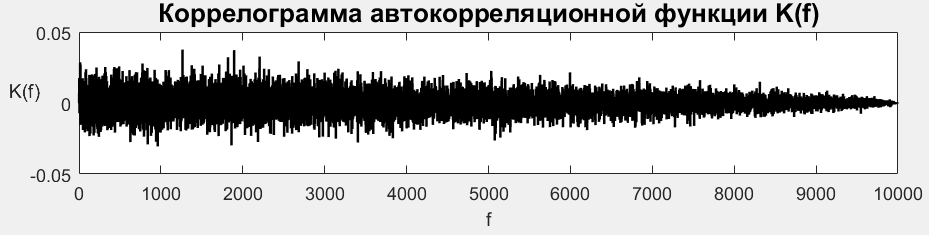 Коррелограмма автокорреляционной функции K(f)
0.05
K(f)
0
-0.05
0 1000 2000 3000 4000 5000 6000 7000 8000 9000 10000
f